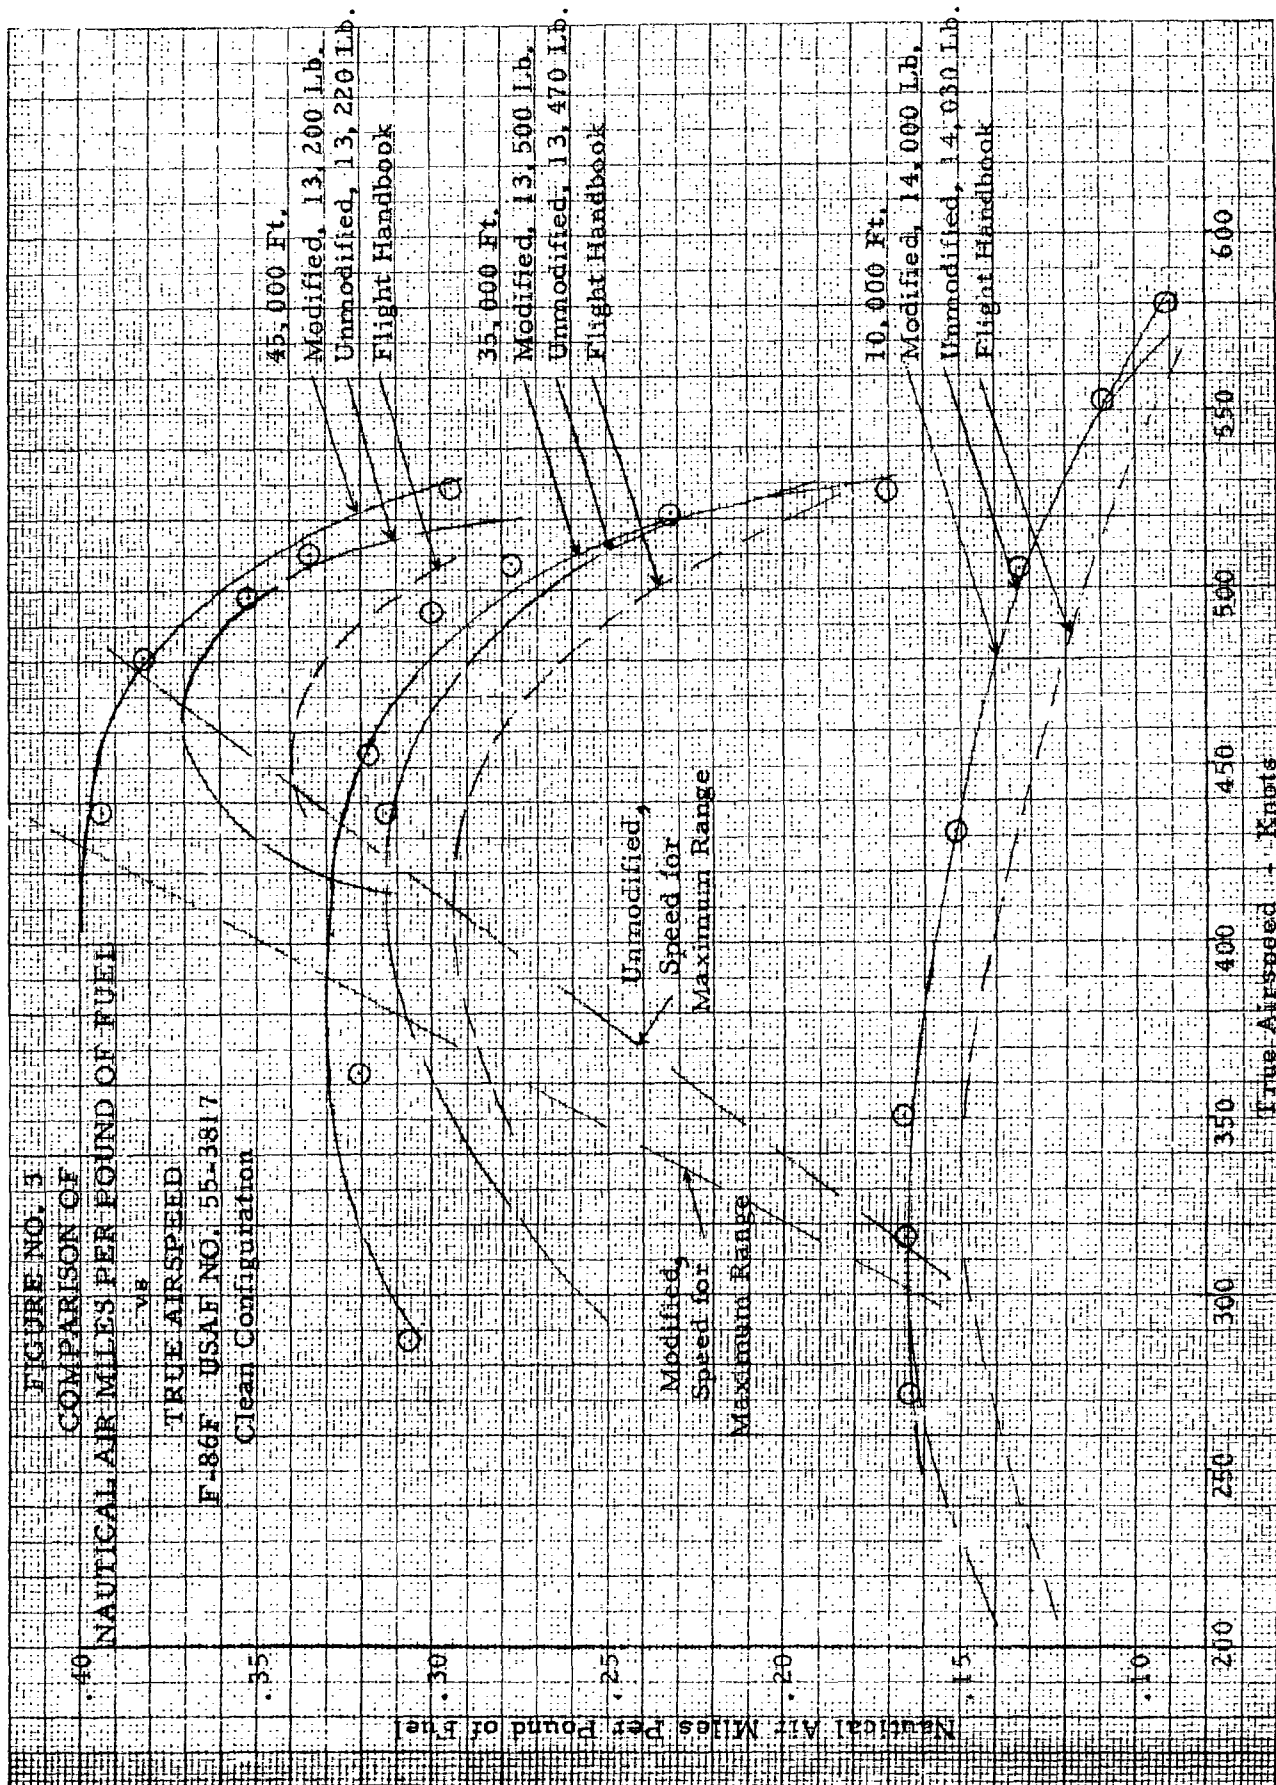 FIGURE NO. 3
COMPARISON OF
NAUTICAL AIR MILES PER POUND OF FUEL
vs
TRUE AIRSPEED
F-86F USAF NO. 55-3817
Clean Configuration
45,000 Ft.
Modified, 13,200 Lb.
Unmodified, 13,220 Lb.
Flight Handbook
35,000 Ft.
Modified, 13,500 Lb.
Unmodified, 13,470 Lb.
Flight Handbook
10,000 Ft.
Modified, 14,000 Lb.
Unmodified, 14,030 Lb.
Flight Handbook
Unmodified,
Speed for
Maximum Range
Modified,
Speed for
Maximum Range
Nautical Air Miles Per Pound of Fuel
.40
.35
.30
.25
.20
.15
.10
200
250
300
350
400
450
500
550
600
True Airspeed - Knots